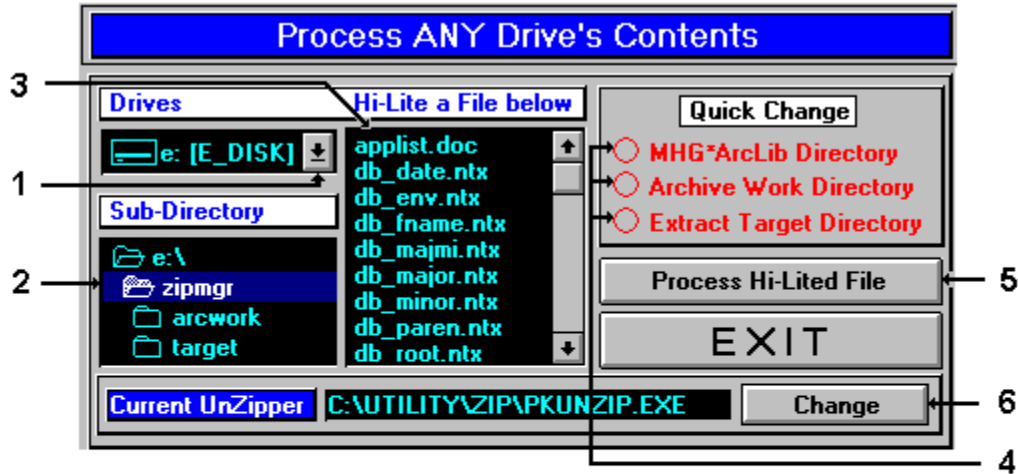 Process ANY Drive's Contents
3
Drives
Hi-Lite a File below
e: [E_DISK]
1
Sub-Directory
2
e:\
zipmgr
arcwork
target
applist.doc
db_date.ntx
db_env.ntx
db_fname.ntx
db_majmi.ntx
db_major.ntx
db_minor.ntx
db_paren.ntx
db_root.ntx
Quick Change
MHG*ArcLib Directory
Archive Work Directory
Extract Target Directory
Process Hi-Lited File
5
EXIT
Current UnZipper
C:\UTILITY\ZIP\PKUNZIP.EXE
Change
6
4